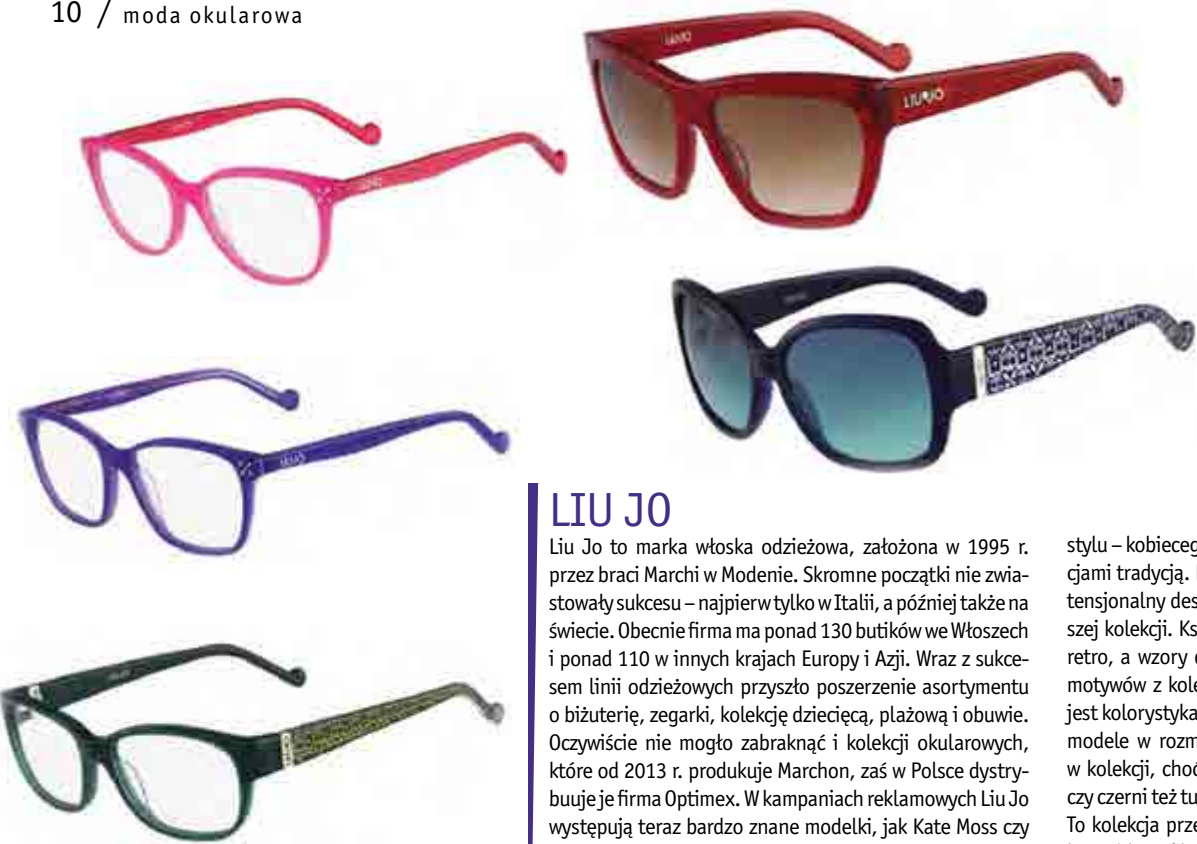 10 / moda okularowa
LIU JO
LIU JO
Liu Jo to marka włoska odzieżowa, założona w 1995 r.
przez braci Marchi w Modenie. Skromne początki nie zwia-
stowały sukcesu – najpierw tylko w Italii, a później także na
świecie. Obecnie firma ma ponad 130 butików we Włoszech
i ponad 110 w innych krajach Europy i Azji. Wraz z sukce-
sem linii odzieżowych przyszło poszerzenie asortymentu
o biżuterię, zegarki, kolekcję dziecięcą, plażową i obuwie.
Oczywiście nie mogło zabraknąć i kolekcji okularowych,
które od 2013 r. produkuje Marchon, zaś w Polsce dystry-
buuje je firma Optimex. W kampaniach reklamowych Liu Jo
występują teraz bardzo znane modelki, jak Kate Moss czy
stylu – kobieceg
cjami tradycją.
tensjonalny des
szej kolekcji. Ks
retro, a wzory
motywów z kole
jest kolorystyka
modele w rozm
w kolekcji, choć
czy czerni też tu
To kolekcja prze